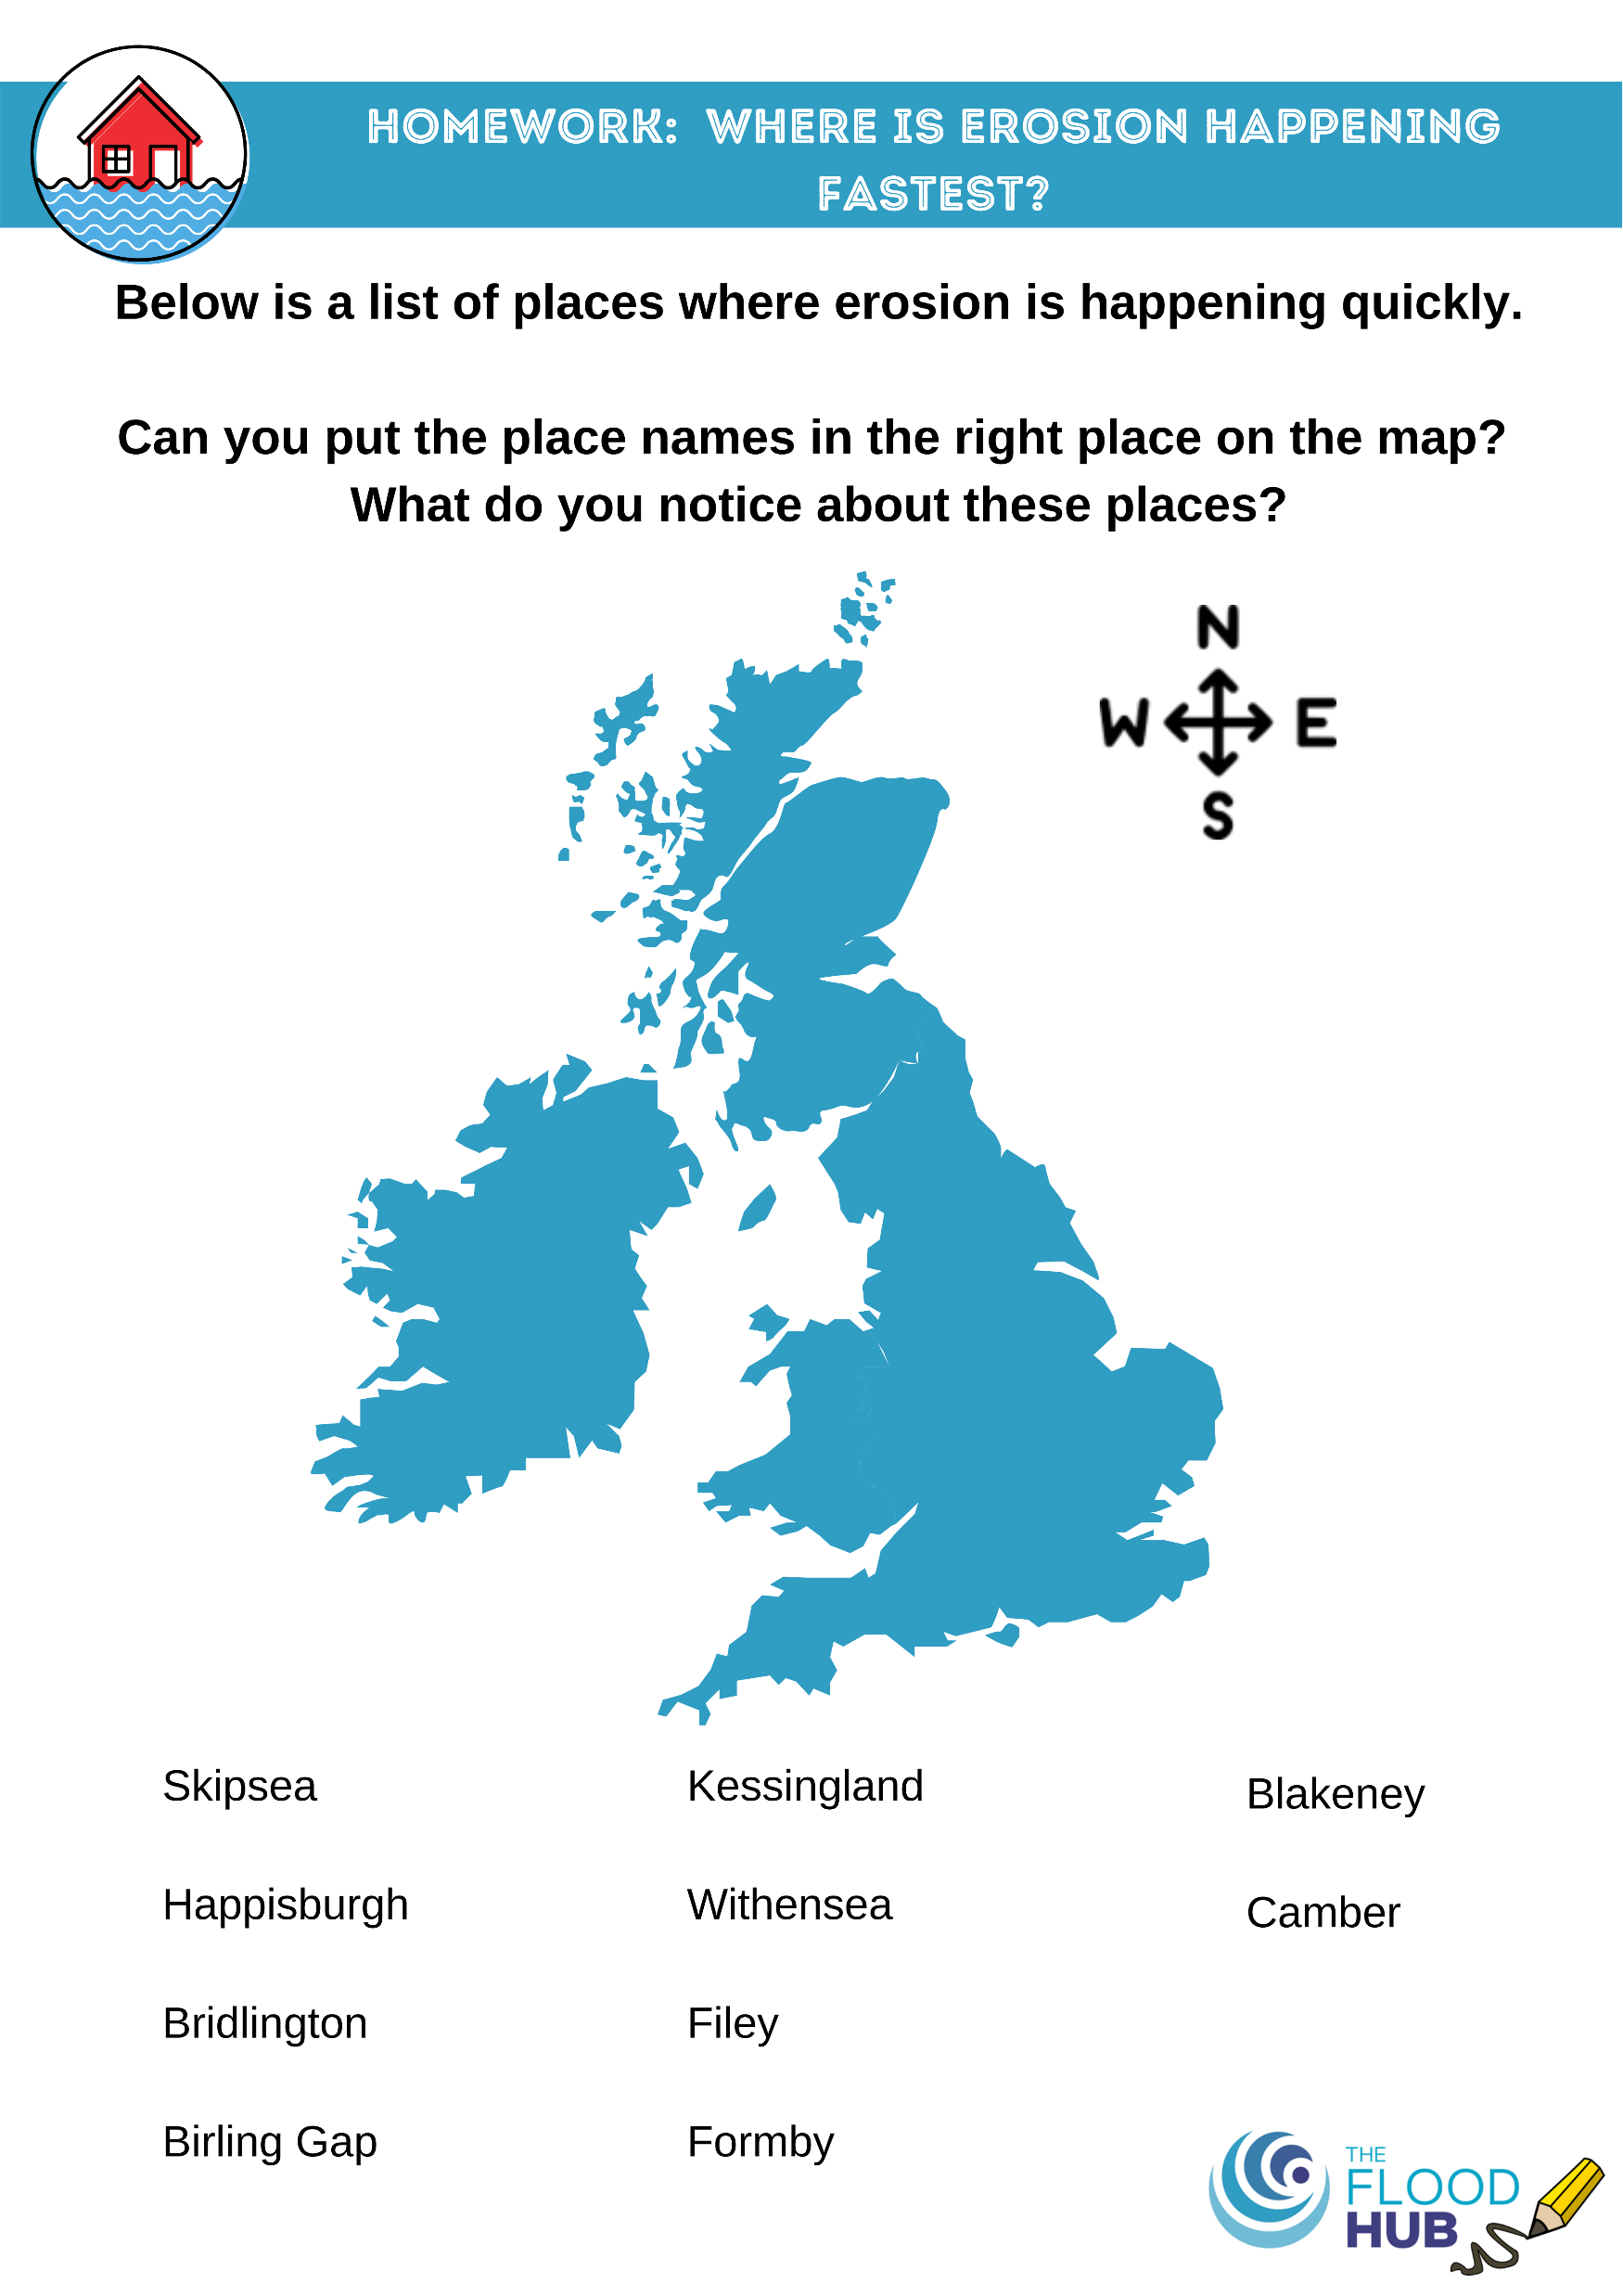 HOMEWORK: WHERE IS EROSION HAPPENING
FASTEST?
Below is a list of places where erosion is happening quickly.
Can you put the place names in the right place on the map?
What do you notice about these places?
N
W E
S
Skipsea
Happisburgh
Bridlington
Birling Gap
Kessingland
Withensea
Filey
Formby
Blakeney
Camber
THE
FLOOD
HUB